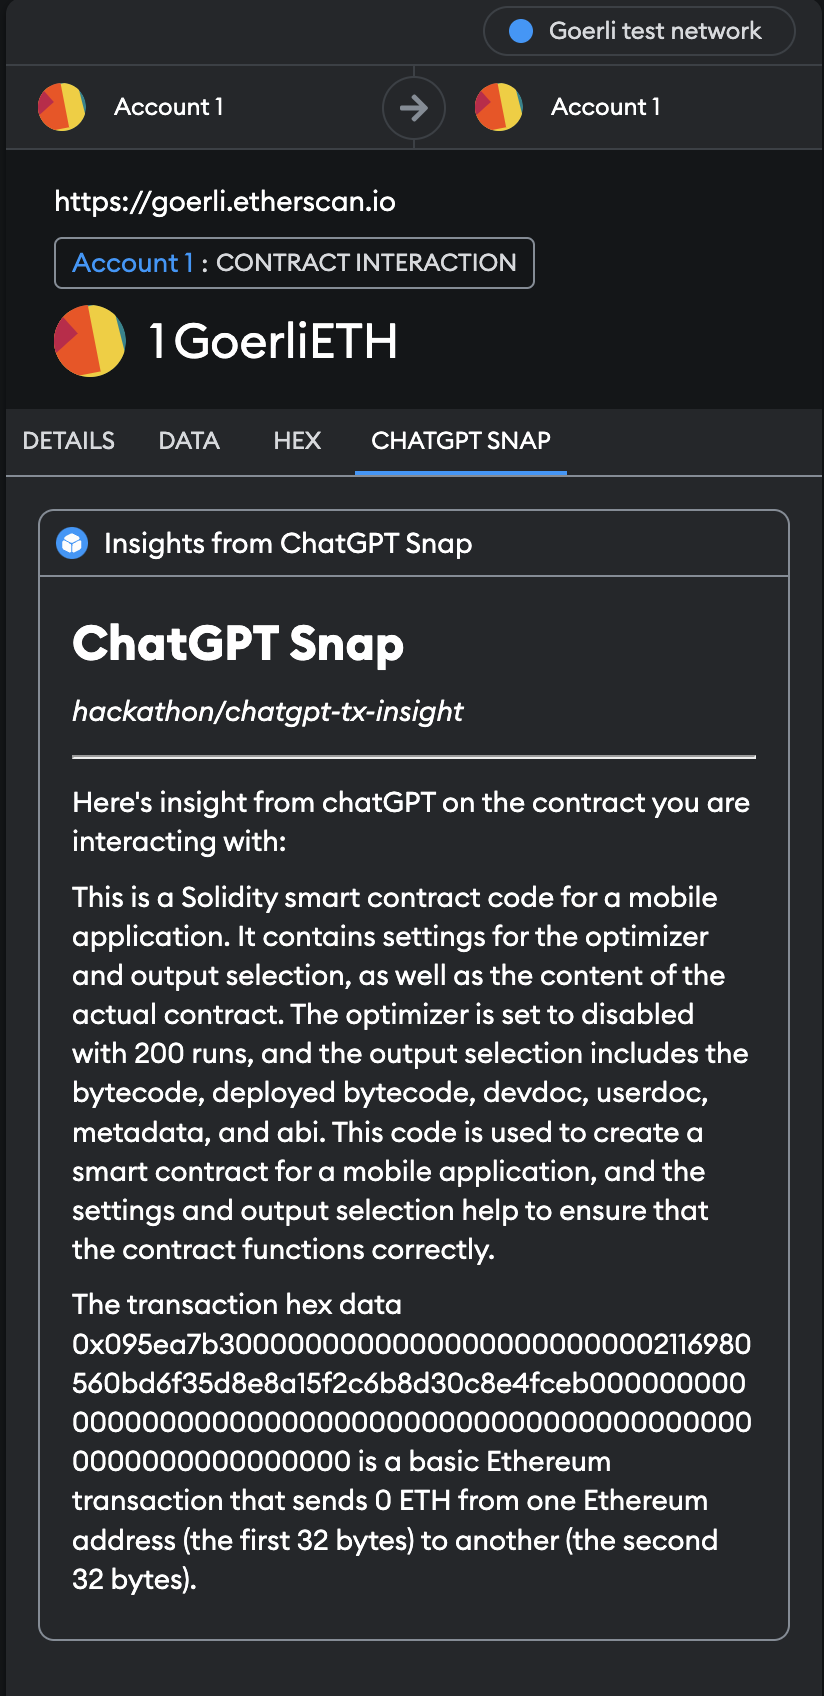 Goerli test network
Account 1
Account 1
https://goerli.etherscan.io
Account 1 : CONTRACT INTERACTION
1 GoerliETH
DETAILS DATA HEX CHATGPT SNAP
Insights from ChatGPT Snap
ChatGPT Snap
hackathon/chatgpt-tx-insight
Here's insight from chatGPT on the contract you are
interacting with:
This is a Solidity smart contract code for a mobile
application. It contains settings for the optimizer
and output selection, as well as the content of the
actual contract. The optimizer is set to disabled
with 200 runs, and the output selection includes the
bytecode, deployed bytecode, devdoc, userdoc,
metadata, and abi. This code is used to create a
smart contract for a mobile application, and the
settings and output selection help to ensure that
the contract functions correctly.
The transaction hex data
0x095ea7b30000000000000000000000002116980
560bd6f35d8e8a15f2c6b8d30c8e4fceb000000000
000000000000000000000000000000000000000
0000000000000000 is a basic Ethereum
transaction that sends 0 ETH from one Ethereum
address (the first 32 bytes) to another (the second
32 bytes).